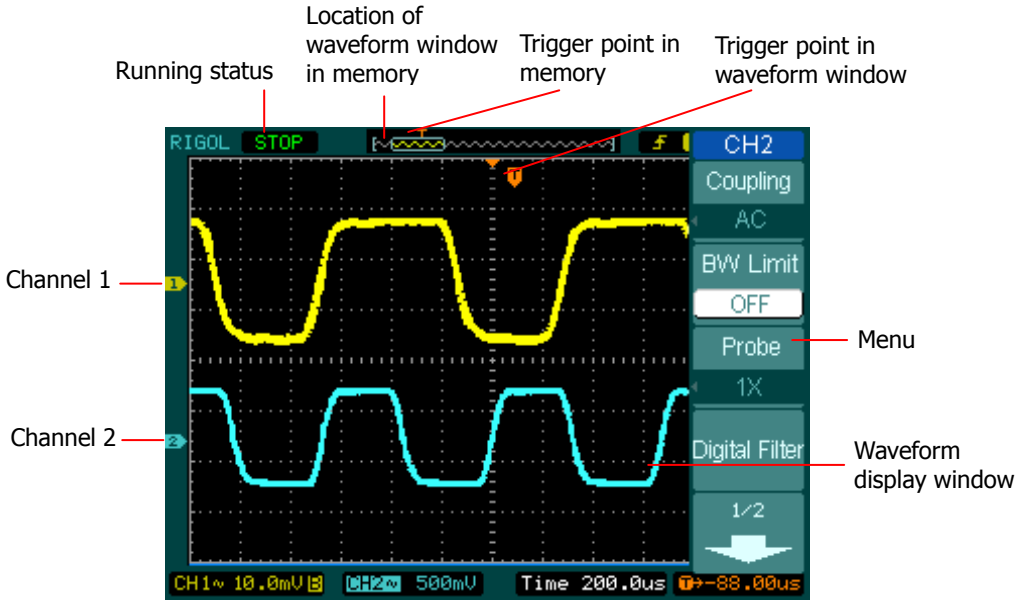 Location of
waveform window
in memory
Trigger point in
memory
Trigger point in
waveform window
Running status
RIGOL STOP
T
CH2
Coupling
AC
BW Limit
OFF
Probe
1X
Digital Filter
1/2
T
Channel 1
1
Channel 2
2
Menu
Waveform
display window
CH1~ 10.0mV B CH2~ 500mV Time 200.0us T→-88.00us